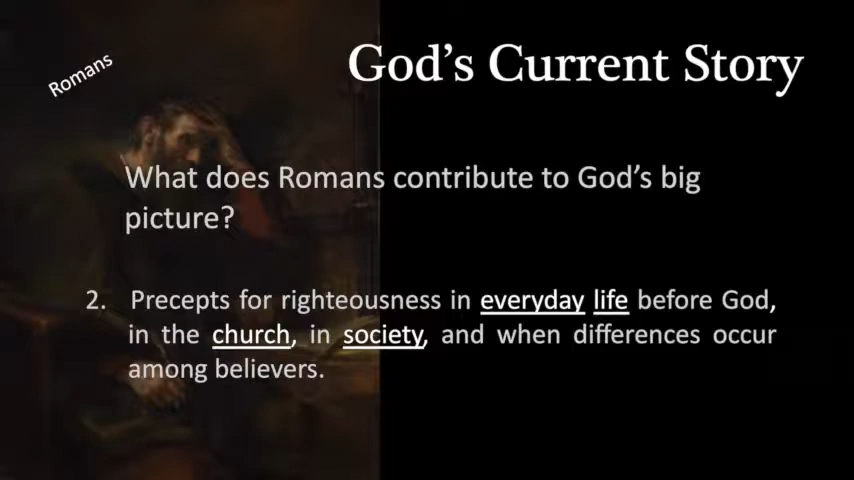 Romans
God's Current Story
What does Romans contribute to God's big
picture?
2. Precepts for righteousness in everyday life before God,
in the church, in society, and when differences occur
among believers.